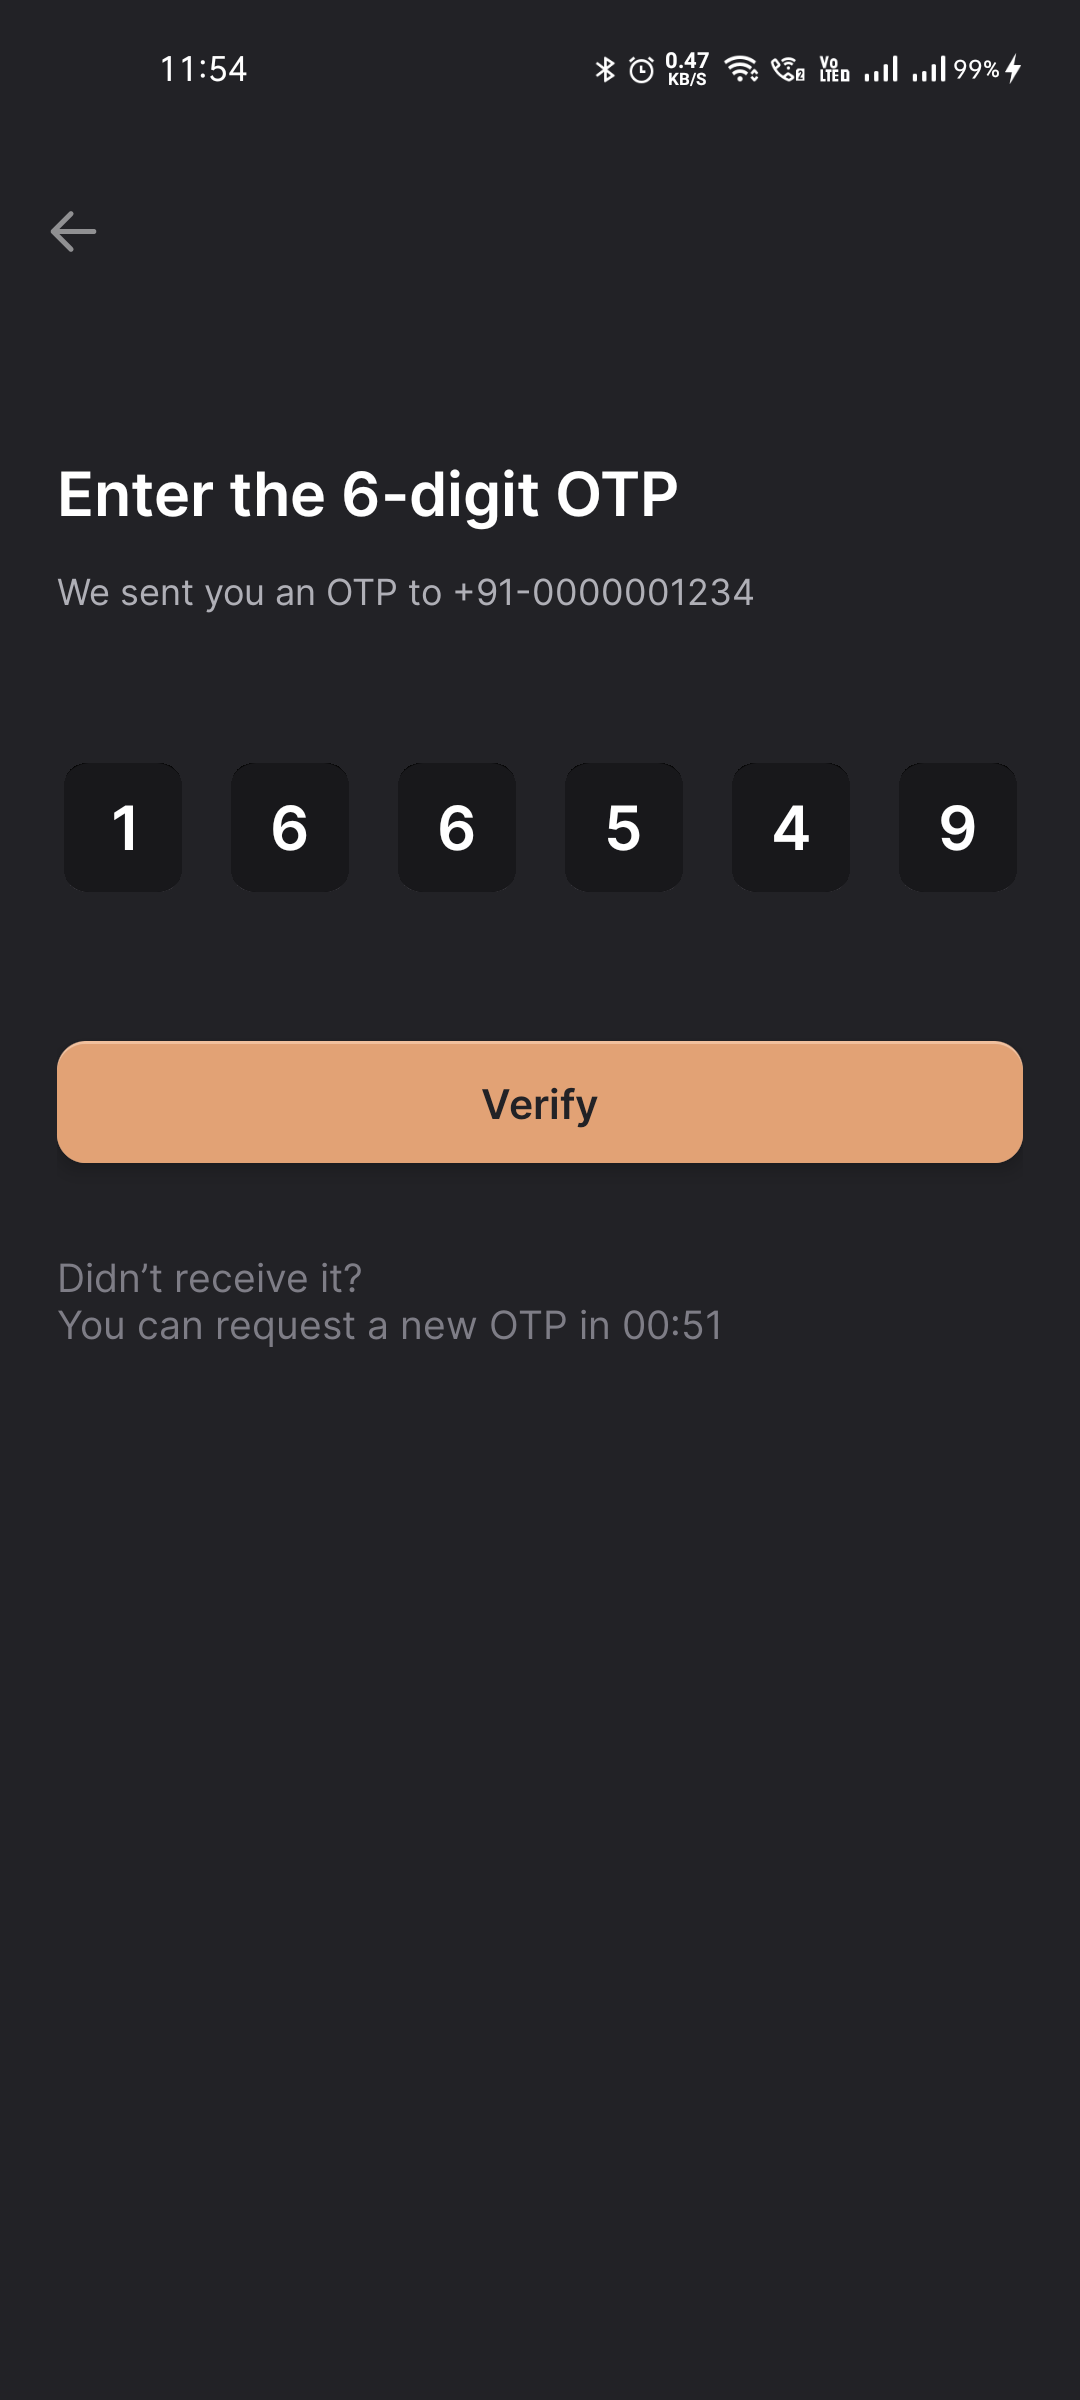 11:54 0.47 KB/S Vo LTE D 99%
Enter the 6-digit OTP
We sent you an OTP to +91-0000001234
1 6 6 5 4 9
Verify
Didn’t receive it?
You can request a new OTP in 00:51